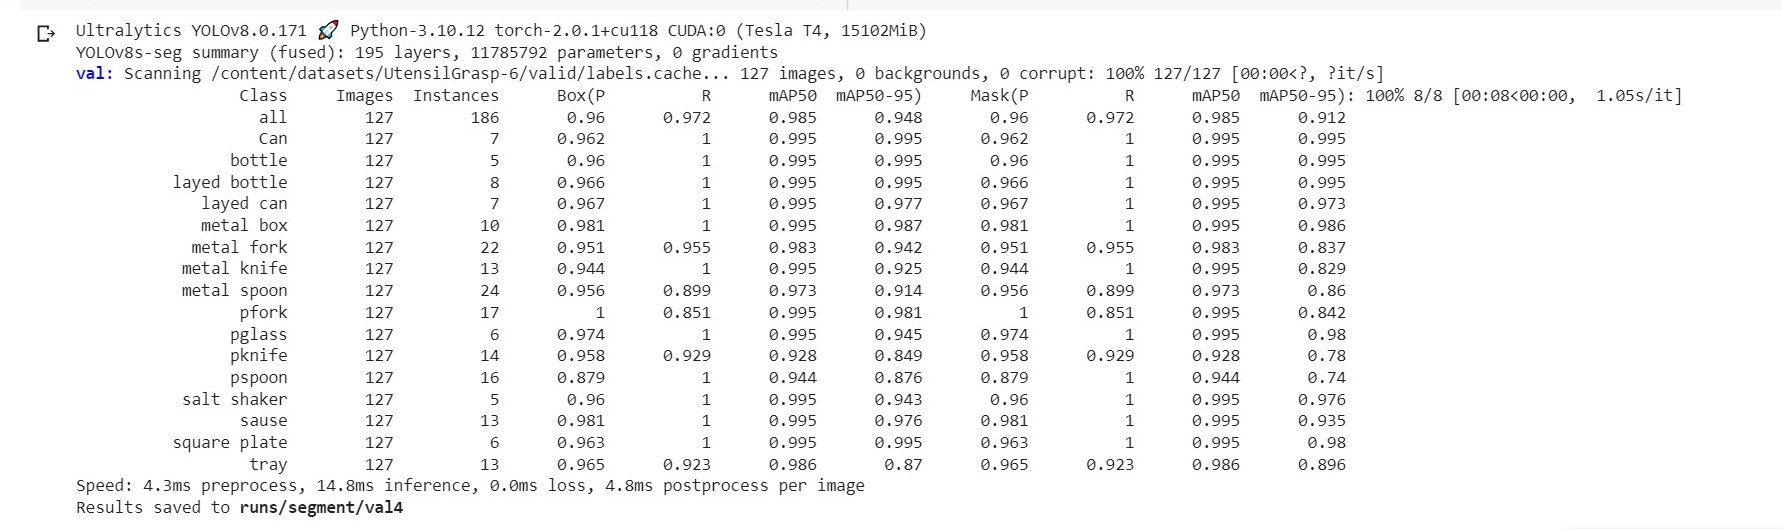 Ultralytics YOLOv8.0.171 🚀 Python-3.10.12 torch-2.0.1+cu118 CUDA:0 (Tesla T4, 15102MiB)
YOLOv8s-seg summary (fused): 195 layers, 11785792 parameters, 0 gradients
val: Scanning /content/datasets/UtensilGrasp-6/valid/labels.cache... 127 images, 0 backgrounds, 0 corrupt: 100% 127/127 [00:00<?, ?it/s]
Class Images Instances Box(P R mAP50 mAP50-95) Mask(P R mAP50 mAP50-95): 100% 8/8 [00:08<00:00, 1.05s/it]
all 127 186 0.96 0.972 0.985 0.948 0.96 0.972 0.985 0.912
Can 127 7 0.962 1 0.995 0.995 0.962 1 0.995 0.995
bottle 127 5 0.96 1 0.995 0.995 0.96 1 0.995 0.995
layed bottle 127 8 0.966 1 0.995 0.995 0.966 1 0.995 0.995
layed can 127 7 0.967 1 0.995 0.977 0.967 1 0.995 0.973
metal box 127 10 0.981 1 0.995 0.987 0.981 1 0.995 0.986
metal fork 127 22 0.951 0.955 0.983 0.942 0.951 0.955 0.983 0.837
metal knife 127 13 0.944 1 0.995 0.925 0.944 1 0.995 0.829
metal spoon 127 24 0.956 0.899 0.973 0.914 0.956 0.899 0.973 0.86
pfork 127 17 1 0.851 0.995 0.981 1 0.851 0.995 0.842
pglass 127 6 0.974 1 0.995 0.945 0.974 1 0.995 0.98
pknife 127 14 0.958 0.929 0.928 0.849 0.958 0.929 0.928 0.78
pspoon 127 16 0.879 1 0.944 0.876 0.879 1 0.944 0.74
salt shaker 127 5 0.96 1 0.995 0.943 0.96 1 0.995 0.976
sause 127 13 0.981 1 0.995 0.976 0.981 1 0.995 0.935
square plate 127 6 0.963 1 0.995 0.995 0.963 1 0.995 0.98
tray 127 13 0.965 0.923 0.986 0.87 0.965 0.923 0.986 0.896
Speed: 4.3ms preprocess, 14.8ms inference, 0.0ms loss, 4.8ms postprocess per image
Results saved to runs/segment/val4